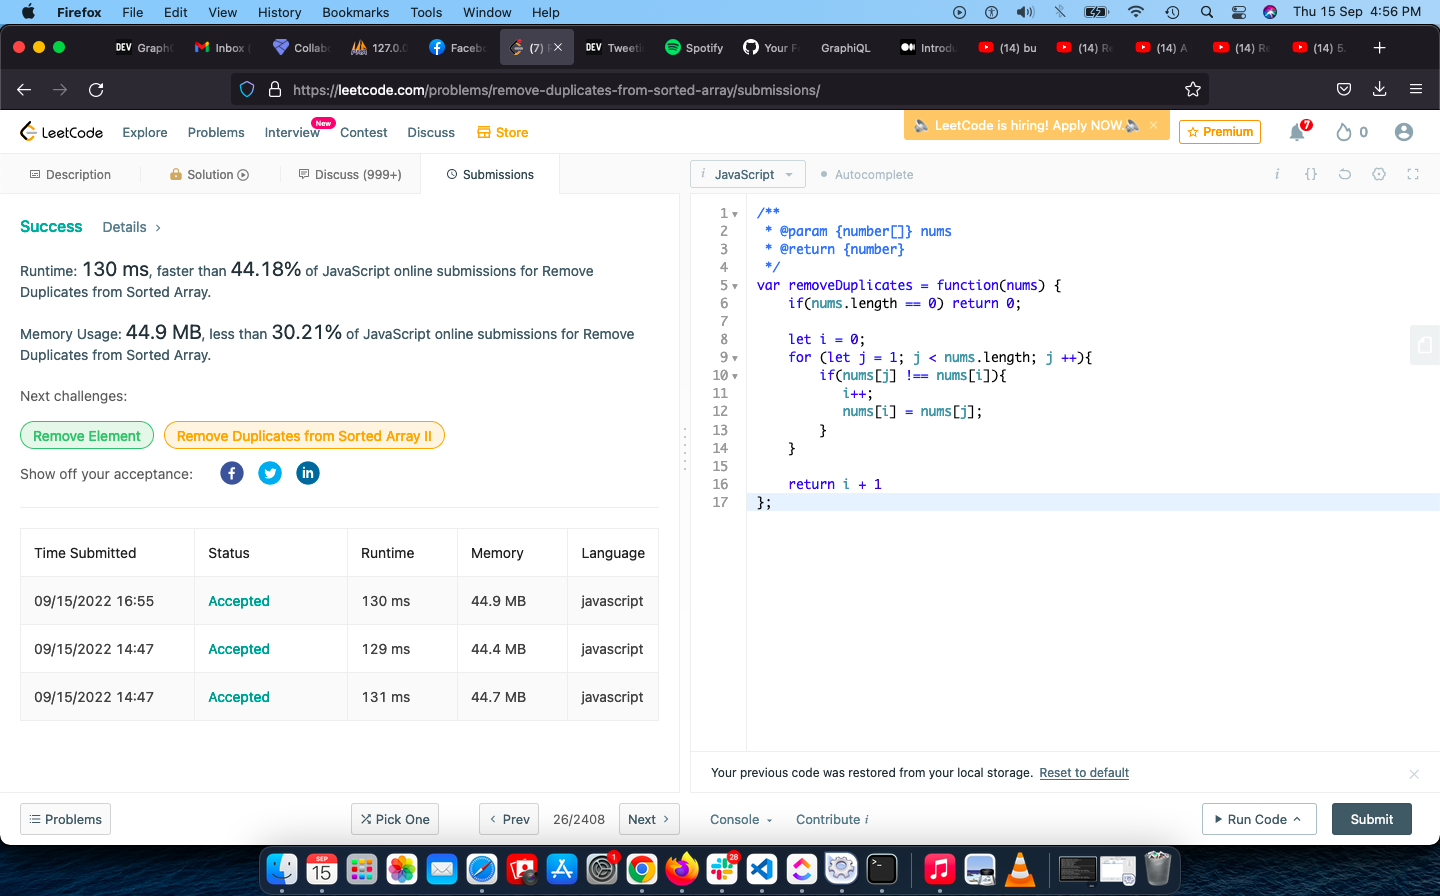 Firefox File Edit View History Bookmarks Tools Window Help Thu 15 Sep 4:56 PM
DEV Graph Inbox Collab 127.0.0 Faceb (7) DEV Tweeti Spotify Your F GraphiQL Introdu (14) bu (14) Re (14) A (14) Re (14) 5.
https://leetcode.com/problems/remove-duplicates-from-sorted-array/submissions/
LeetCode Explore Problems Interview New Contest Discuss Store LeetCode is hiring! Apply NOW. Premium 7 0
Description Solution Discuss (999+) Submissions
Success Details
Runtime: 130 ms, faster than 44.18% of JavaScript online submissions for Remove
Duplicates from Sorted Array.
Memory Usage: 44.9 MB, less than 30.21% of JavaScript online submissions for Remove
Duplicates from Sorted Array.
Next challenges:
Remove Element Remove Duplicates from Sorted Array II
Show off your acceptance:
Time Submitted Status Runtime Memory Language
09/15/2022 16:55 Accepted 130 ms 44.9 MB javascript
09/15/2022 14:47 Accepted 129 ms 44.4 MB javascript
09/15/2022 14:47 Accepted 131 ms 44.7 MB javascript
i JavaScript Autocomplete i {}
1 /**
2 * @param {number[]} nums
3 * @return {number}
4 */
5 var removeDuplicates = function(nums) {
6 if(nums.length == 0) return 0;
7
8 let i = 0;
9 for (let j = 1; j < nums.length; j ++){
10 if(nums[j] !== nums[i]){
11 i++;
12 nums[i] = nums[j];
13 }
14 }
15
16 return i + 1
17 };
Your previous code was restored from your local storage. Reset to default
Problems Pick One Prev 26/2408 Next Console Contribute i Run Code Submit
SEP 15 1 28